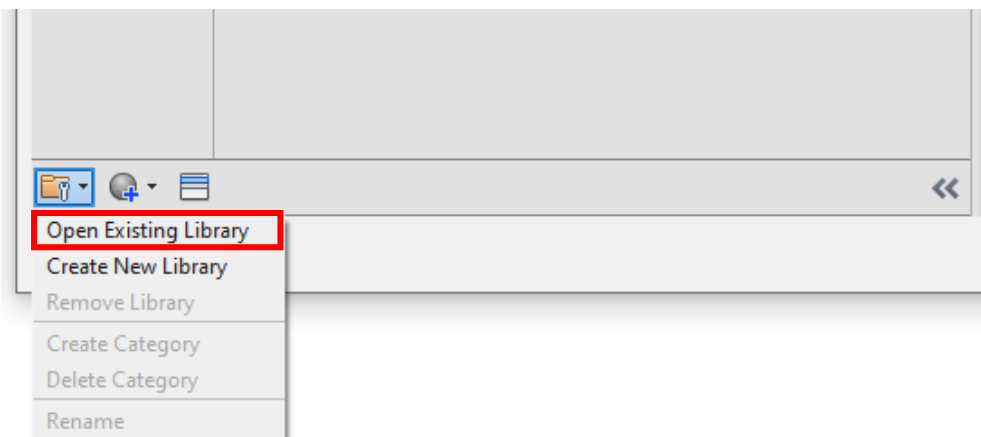 Open Existing Library
Create New Library
Remove Library
Create Category
Delete Category
Rename